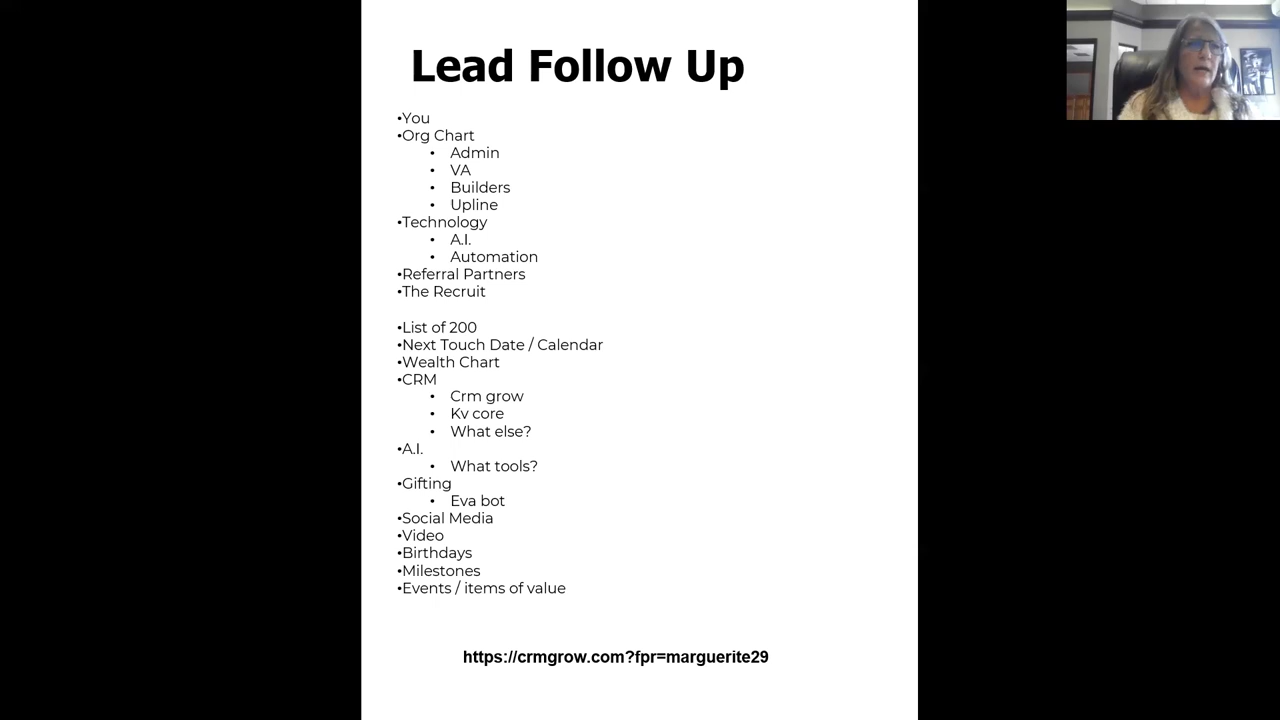 Lead Follow Up
•You
•Org Chart
• Admin
• VA
• Builders
• Upline
•Technology
• A.I.
• Automation
•Referral Partners
•The Recruit
•List of 200
•Next Touch Date / Calendar
•Wealth Chart
•CRM
• Crm grow
• Kv core
• What else?
•A.I.
• What tools?
•Gifting
• Eva bot
•Social Media
•Video
•Birthdays
•Milestones
•Events / items of value
https://crmgrow.com?fpr=marguerite29